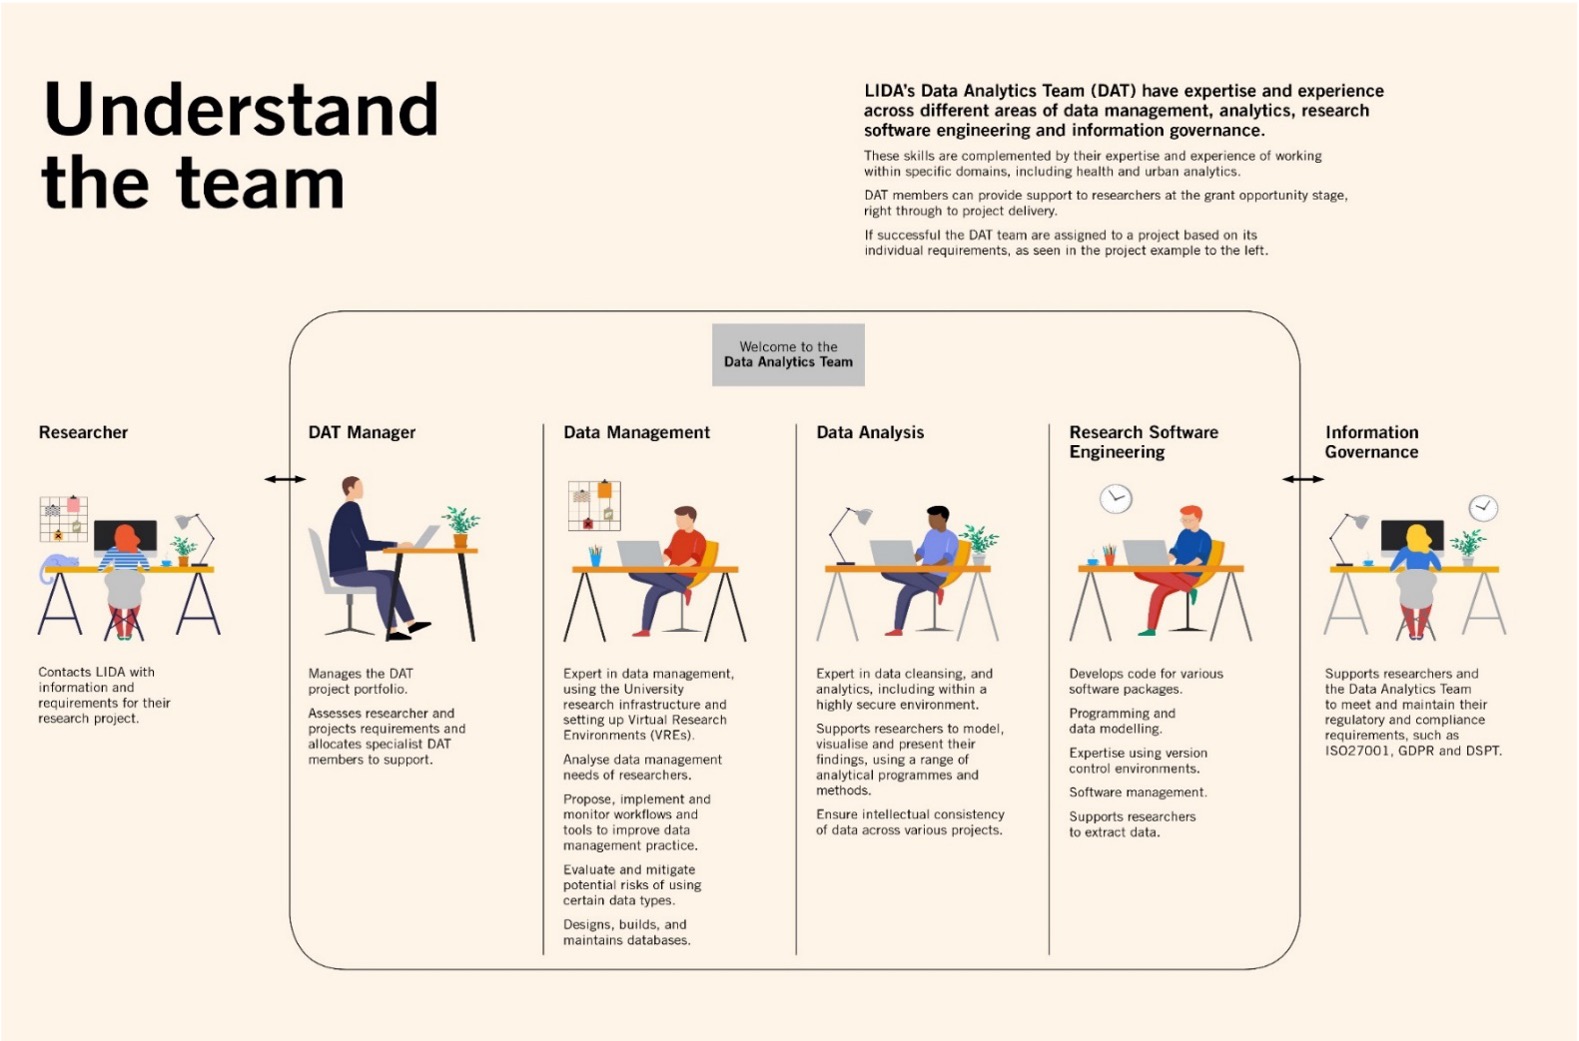 Understand
the team
LIDA's Data Analytics Team (DAT) have expertise and experience
across different areas of data management, analytics, research
software engineering and information governance.
These skills are complemented by their expertise and experience of working
within specific domains, including health and urban analytics.
DAT members can provide support to researchers at the grant opportunity stage,
right through to project delivery.
If successful the DAT team are assigned to a project based on its
individual requirements, as seen in the project example to the left.
Welcome to the
Data Analytics Team
Researcher
Contacts LIDA with
information and
requirements for their
research project.
DAT Manager
Manages the DAT
project portfolio.
Assesses researcher and
projects requirements and
allocates specialist DAT
members to support.
Data Management
Expert in data management,
using the University
research infrastructure and
setting up Virtual Research
Environments (VREs).
Analyse data management
needs of researchers.
Propose, implement and
monitor workflows and
tools to improve data
management practice.
Evaluate and mitigate
potential risks of using
certain data types.
Designs, builds, and
maintains databases.
Data Analysis
Expert in data cleansing, and
analytics, including within a
highly secure environment.
Supports researchers to model,
visualise and present their
findings, using a range of
analytical programmes and
methods.
Ensure intellectual consistency
of data across various projects.
Research Software
Engineering
Develops code for various
software packages.
Programming and
data modelling.
Expertise using version
control environments.
Software management.
Supports researchers
to extract data.
Information
Governance
Supports researchers and
the Data Analytics Team
to meet and maintain their
regulatory and compliance
requirements, such as
ISO27001, GDPR and DSPT.